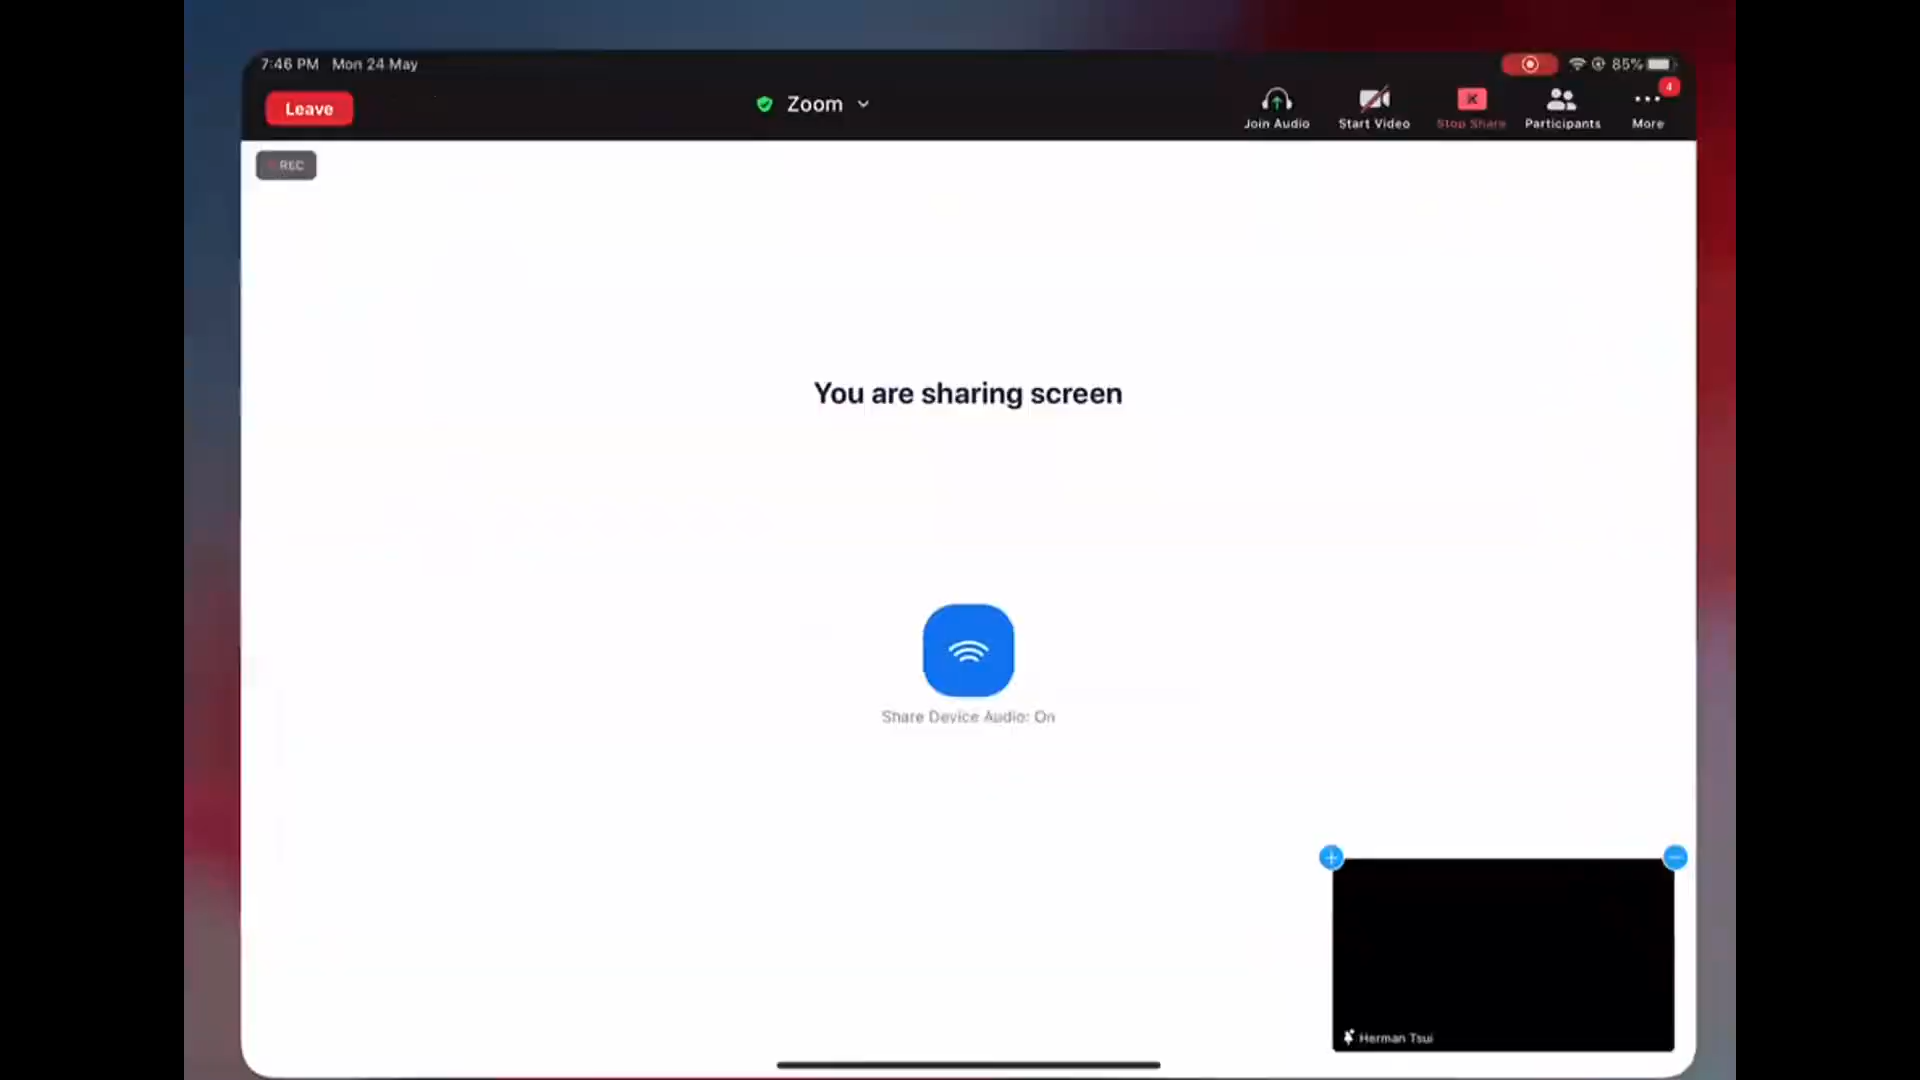 7:46 PM Mon 24 May
85%
Leave
Zoom
Join Audio
Start Video
Stop Share
Participants
4
More
REC
You are sharing screen
Share Device Audio: On
Herman Tsui